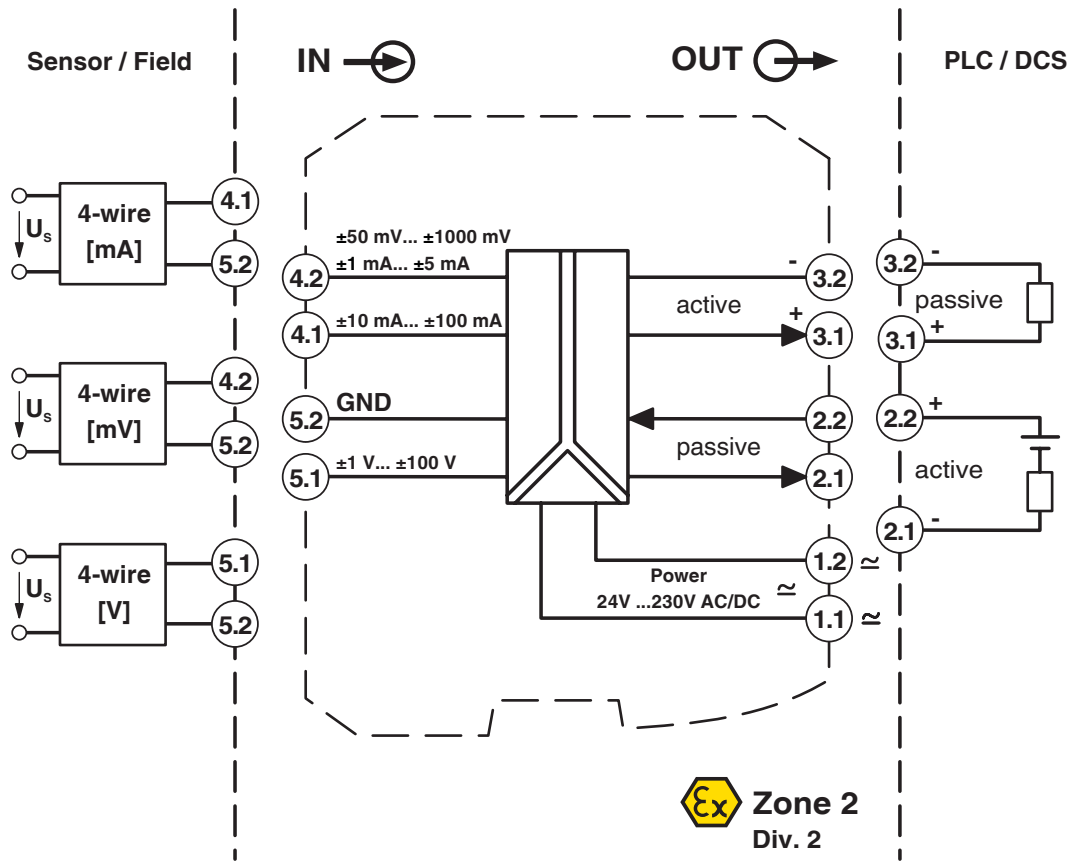 Sensor / Field
IN
OUT
PLC / DCS
4-wire
[mA]
Us
4.1
5.2
4-wire
[mV]
Us
4.2
5.2
4-wire
[V]
Us
5.1
5.2
±50 mV... ±1000 mV
±1 mA... ±5 mA
4.2
±10 mA... ±100 mA
4.1
GND
5.2
±1 V... ±100 V
5.1
- 3.2
active
+ 3.1
2.2
passive
2.1
1.2 ≃
Power
≃
24V ...230V AC/DC
1.1 ≃
3.2 -
passive
3.1 +
2.2 +
active
2.1 -
Ex Zone 2
Div. 2